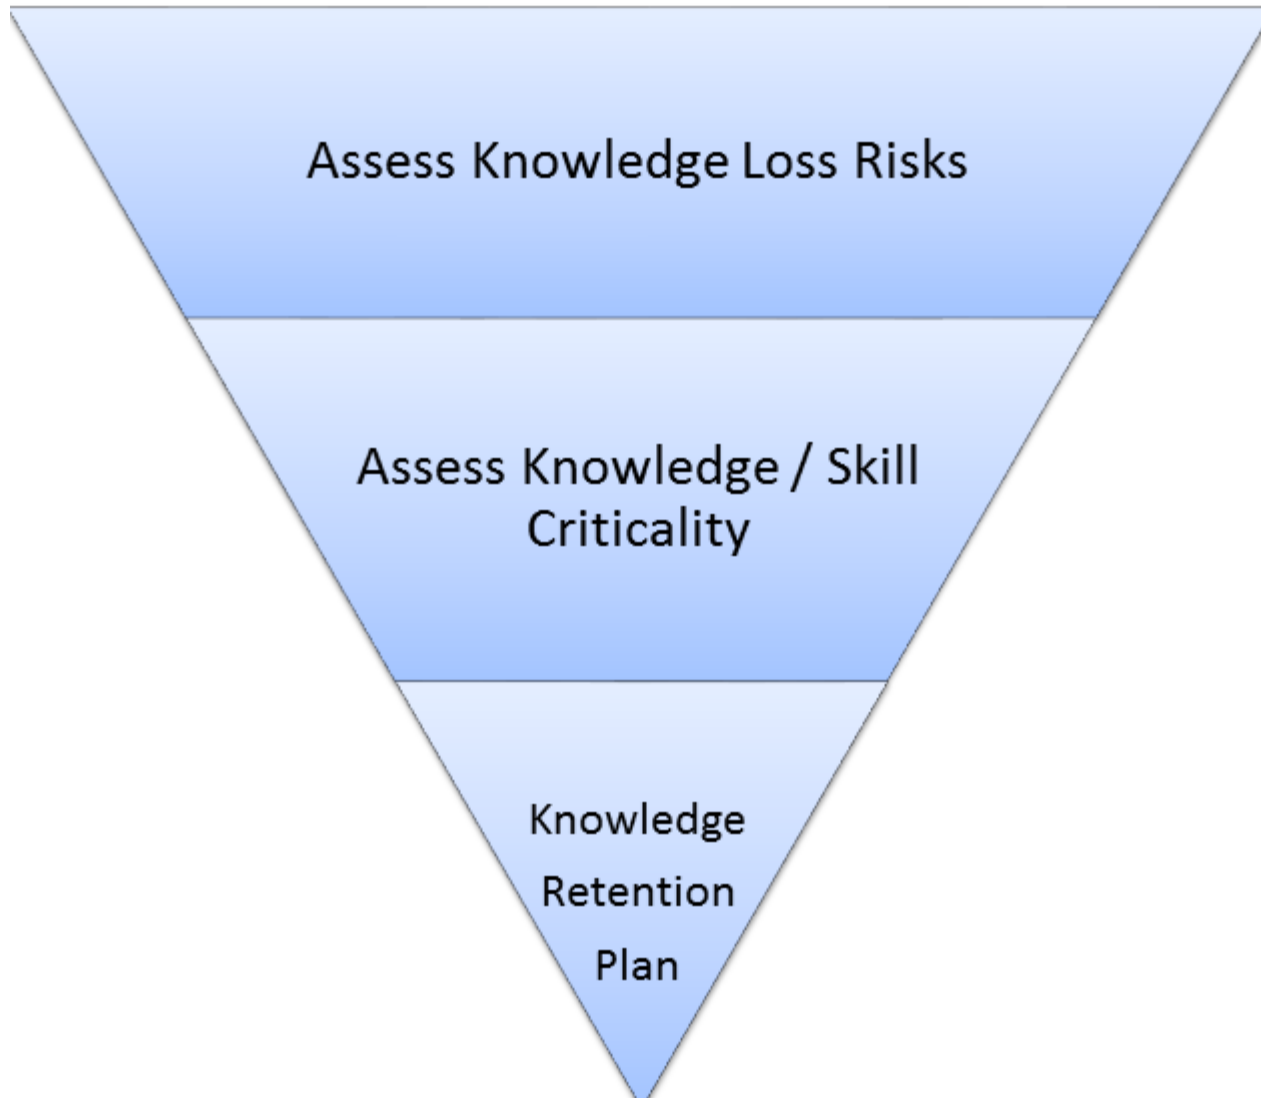 Assess Knowledge Loss Risks
Assess Knowledge / Skill
Criticality
Knowledge
Retention
Plan